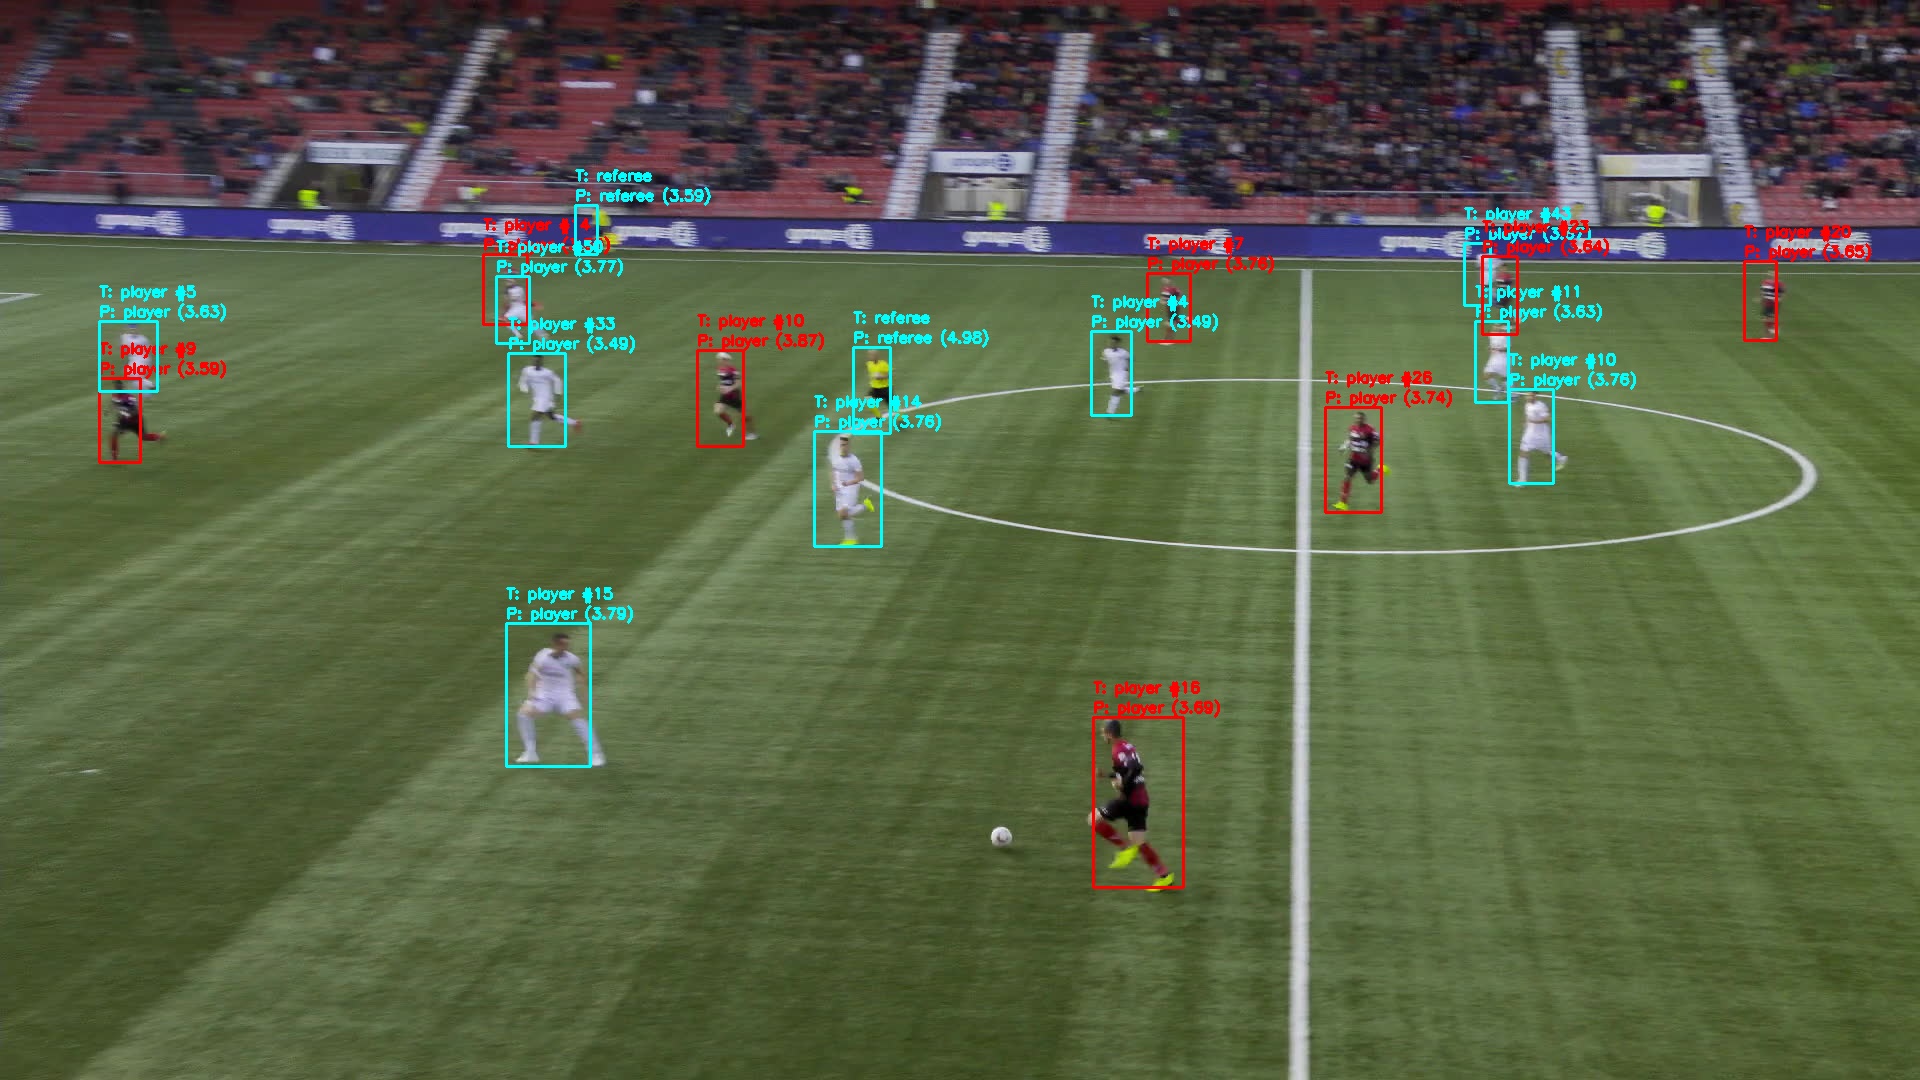 T: referee
P: referee (3.59)
T: player #5
P: player (3.63)
T: player #9
P: player (3.59)
P: player (3.77)
T: player #33
P: player (3.49)
T: player #10
P: player (3.87)
T: referee
P: referee (4.98)
T: player #14
P: player (3.76)
T: player #4
P: player (3.49)
T: player #7
P: player (3.76)
T: player #43
T: player #11
P: player (3.63)
T: player #10
P: player (3.76)
T: player #26
P: player (3.74)
T: player #20
P: player (3.65)
T: player #15
P: player (3.79)
T: player #16
P: player (3.69)